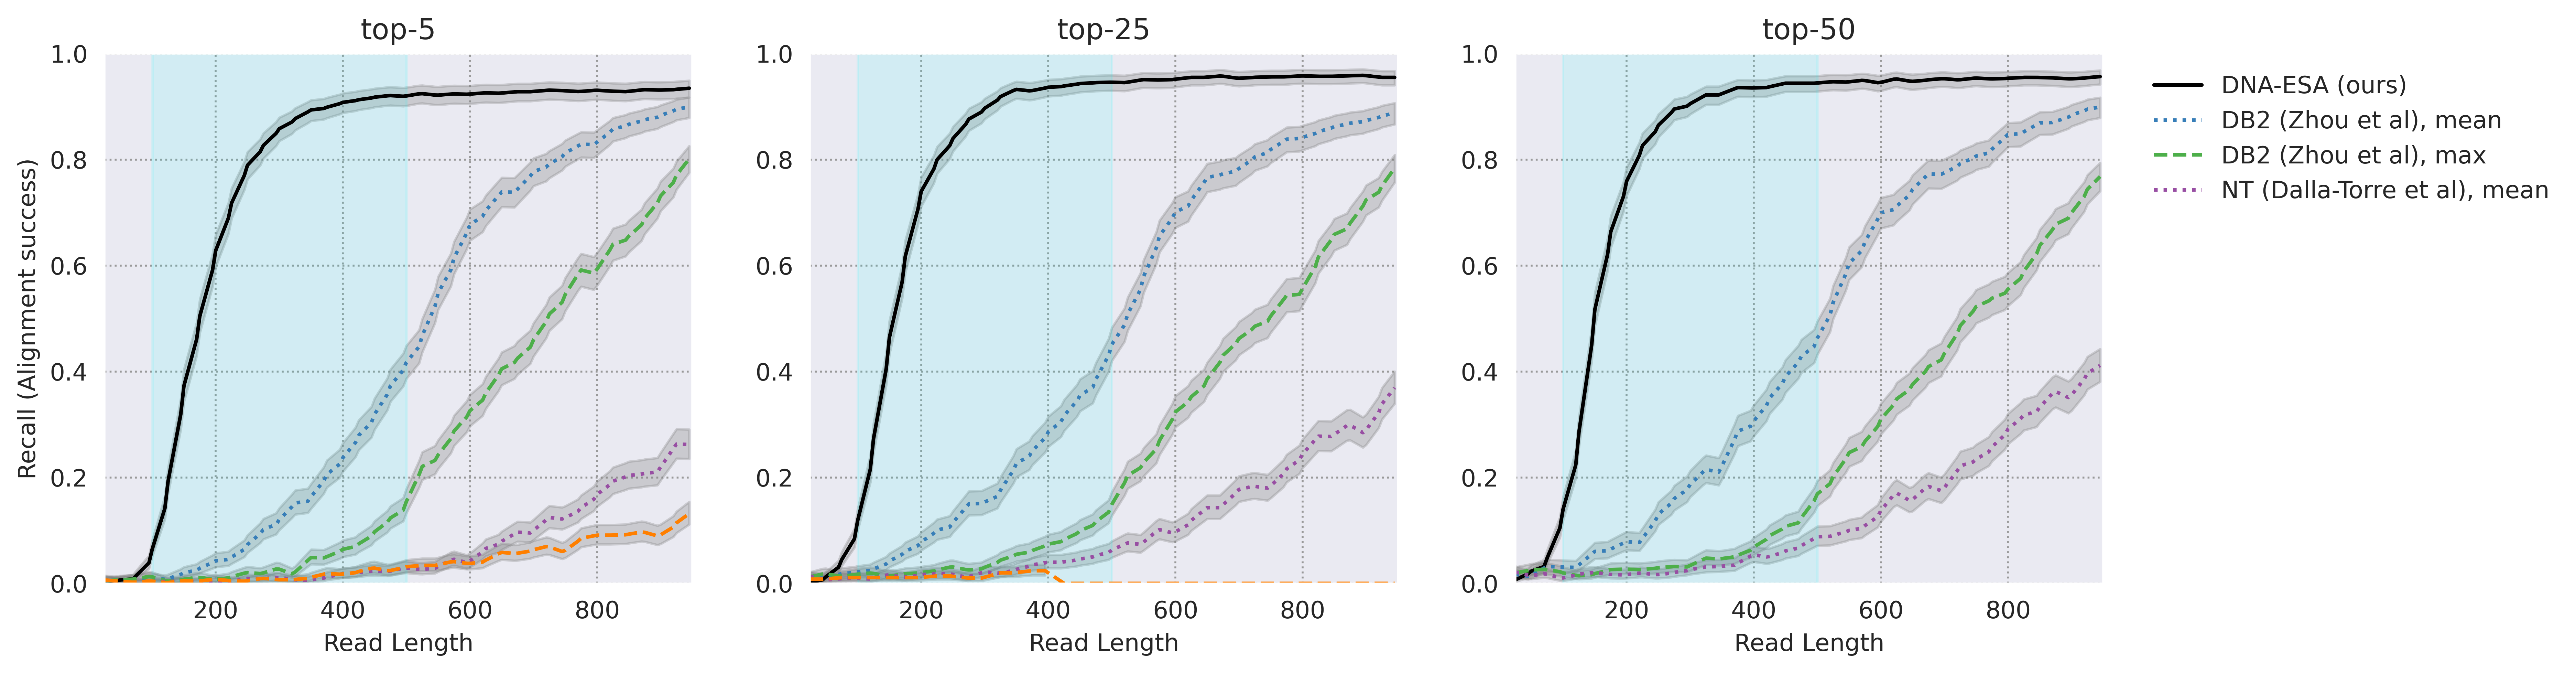 top-5
top-25
top-50
Recall (Alignment success)
1.0
0.8
0.6
0.4
0.2
0.0
200 400 600 800
Read Length
1.0
0.8
0.6
0.4
0.2
0.0
200 400 600 800
Read Length
1.0
0.8
0.6
0.4
0.2
0.0
200 400 600 800
Read Length
DNA-ESA (ours)
DB2 (Zhou et al), mean
DB2 (Zhou et al), max
NT (Dalla-Torre et al), mean